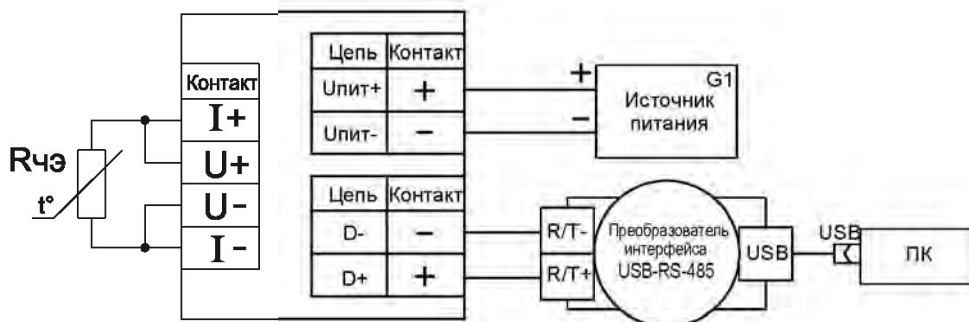 Rчэ
t°
Контакт
I+
U+
U-
I-
Цепь Контакт
Uпит+ +
Uпит- −
Цепь Контакт
D- −
D+ +
+
−
G1
Источник
питания
R/T-
R/T+
Преобразователь
интерфейса
USB-RS-485
USB
USB
ПК